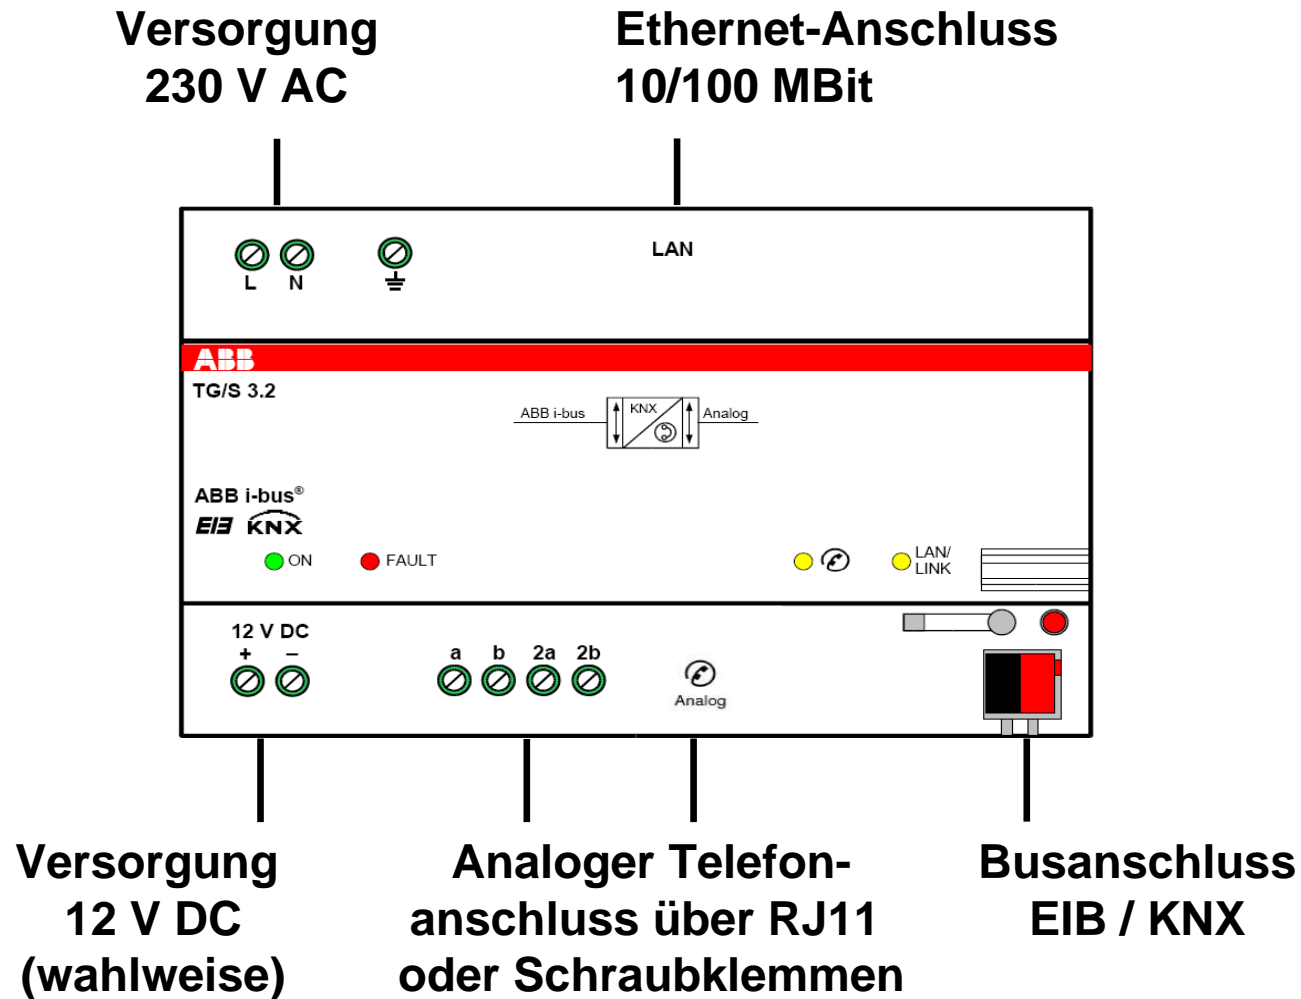 Versorgung
230 V AC
Ethernet-Anschluss
10/100 MBit
L N
LAN
ABB
TG/S 3.2
ABB i-bus
KNX
Analog
ABB i-bus®
EIB KNX
ON
FAULT
LAN/
LINK
12 V DC
+ –
a b 2a 2b
Analog
Versorgung
12 V DC
(wahlweise)
Analoger Telefon-
anschluss über RJ11
oder Schraubklemmen
Busanschluss
EIB / KNX